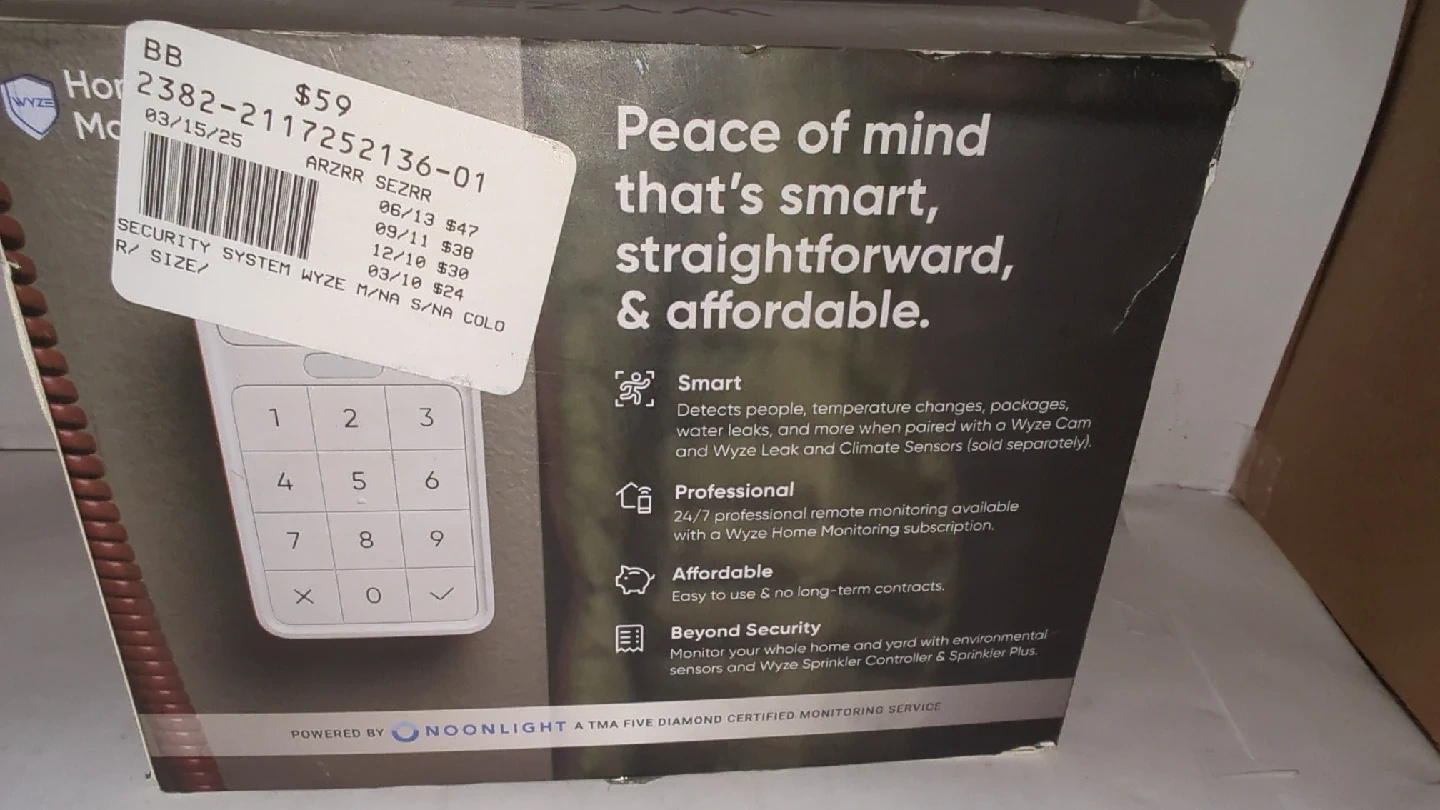 WYZE
WYZE
Hor
Mo
BB
$59
2382-2117252136-01
03/15/25
ARZRR SEZRR
06/13 $47
09/11 $38
12/10 $30
03/10 $24
SECURITY SYSTEM WYZE M/NA S/NA COLO
R/ SIZE/
1 2 3
4 5 6
7 8 9
0
Peace of mind
that's smart,
straightforward,
& affordable.
Smart
Detects people, temperature changes, packages,
water leaks, and more when paired with a Wyze Cam
and Wyze Leak and Climate Sensors (sold separately).
Professional
24/7 professional remote monitoring available
with a Wyze Home Monitoring subscription.
Affordable
Easy to use & no long-term contracts.
Beyond Security
Monitor your whole home and yard with environmental
sensors and Wyze Sprinkler Controller & Sprinkler Plus.
POWERED BY NOONLIGHT A TMA FIVE DIAMOND CERTIFIED MONITORING SERVICE